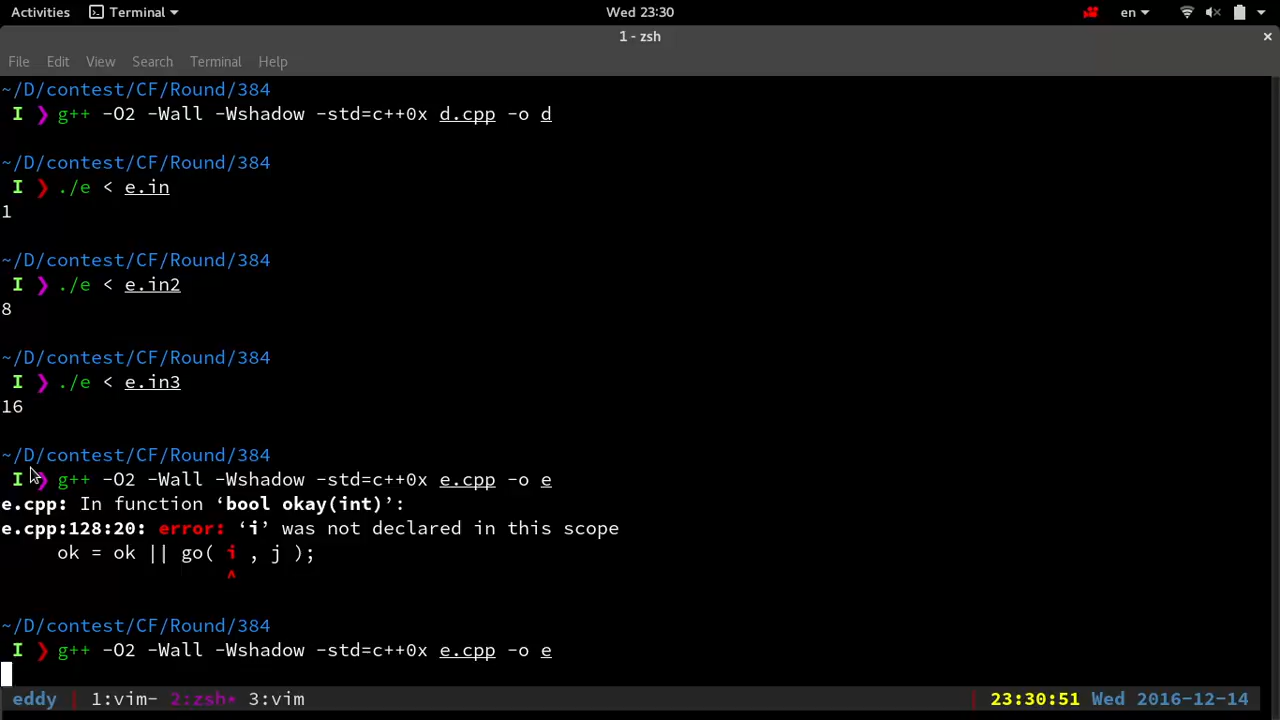 Activities Terminal Wed 23:30 en
1 - zsh
File Edit View Search Terminal Help
~/D/contest/CF/Round/384
I ❯ g++ -O2 -Wall -Wshadow -std=c++0x d.cpp -o d
~/D/contest/CF/Round/384
I ❯ ./e < e.in
1
~/D/contest/CF/Round/384
I ❯ ./e < e.in2
8
~/D/contest/CF/Round/384
I ❯ ./e < e.in3
16
~/D/contest/CF/Round/384
I ❯ g++ -O2 -Wall -Wshadow -std=c++0x e.cpp -o e
e.cpp: In function ‘bool okay(int)’:
e.cpp:128:20: error: ‘i’ was not declared in this scope
ok = ok || go( i , j );
^
~/D/contest/CF/Round/384
I ❯ g++ -O2 -Wall -Wshadow -std=c++0x e.cpp -o e
eddy 1:vim- 2:zsh* 3:vim 23:30:51 Wed 2016-12-14